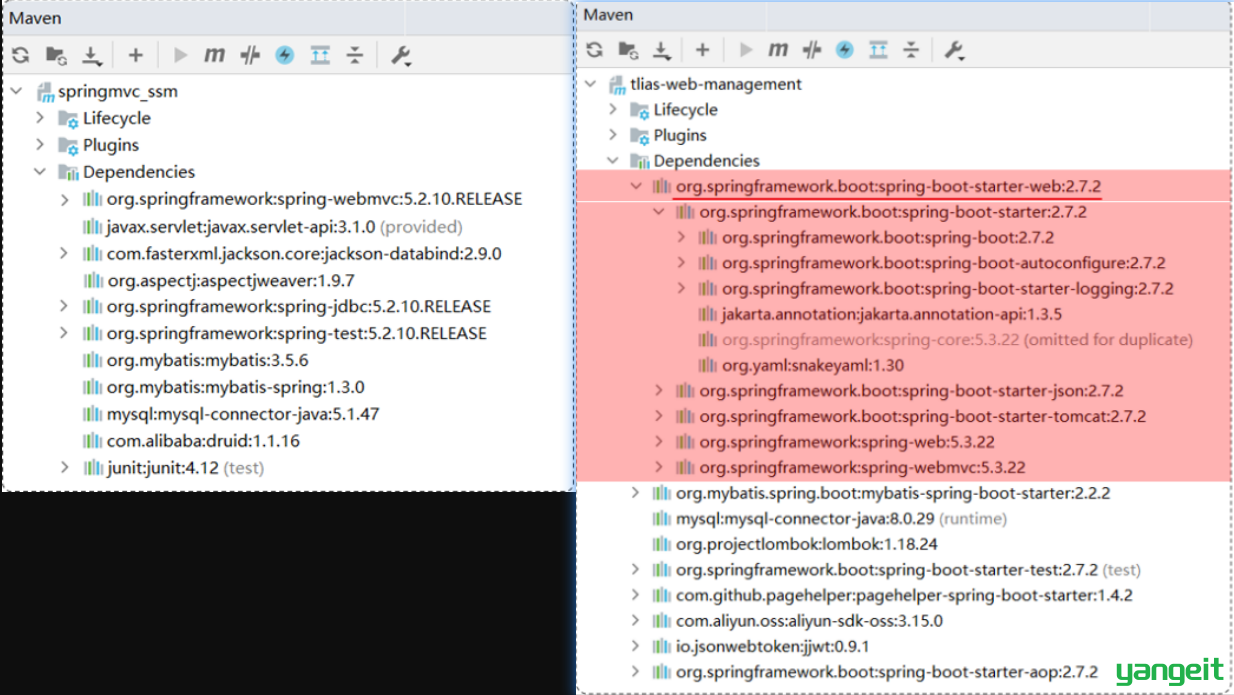 Maven
springmvc_ssm
Lifecycle
Plugins
Dependencies
org.springframework:spring-webmvc:5.2.10.RELEASE
javax.servlet:javax.servlet-api:3.1.0 (provided)
com.fasterxml.jackson.core:jackson-databind:2.9.0
org.aspectj:aspectjweaver:1.9.7
org.springframework:spring-jdbc:5.2.10.RELEASE
org.springframework:spring-test:5.2.10.RELEASE
org.mybatis:mybatis:3.5.6
org.mybatis:mybatis-spring:1.3.0
mysql:mysql-connector-java:5.1.47
com.alibaba:druid:1.1.16
junit:junit:4.12 (test)
Maven
tlias-web-management
Lifecycle
Plugins
Dependencies
org.springframework.boot:spring-boot-starter-web:2.7.2
org.springframework.boot:spring-boot-starter:2.7.2
org.springframework.boot:spring-boot:2.7.2
org.springframework.boot:spring-boot-autoconfigure:2.7.2
org.springframework.boot:spring-boot-starter-logging:2.7.2
jakarta.annotation:jakarta.annotation-api:1.3.5
org.springframework:spring-core:5.3.22 (omitted for duplicate)
org.yaml:snakeyaml:1.30
org.springframework.boot:spring-boot-starter-json:2.7.2
org.springframework.boot:spring-boot-starter-tomcat:2.7.2
org.springframework:spring-web:5.3.22
org.springframework:spring-webmvc:5.3.22
org.mybatis.spring.boot:mybatis-spring-boot-starter:2.2.2
mysql:mysql-connector-java:8.0.29 (runtime)
org.projectlombok:lombok:1.18.24
org.springframework.boot:spring-boot-starter-test:2.7.2 (test)
com.github.pagehelper:pagehelper-spring-boot-starter:1.4.2
com.aliyun.oss:aliyun-sdk-oss:3.15.0
io.jsonwebtoken:jjwt:0.9.1
org.springframework.boot:spring-boot-starter-aop:2.7.2
yangeit